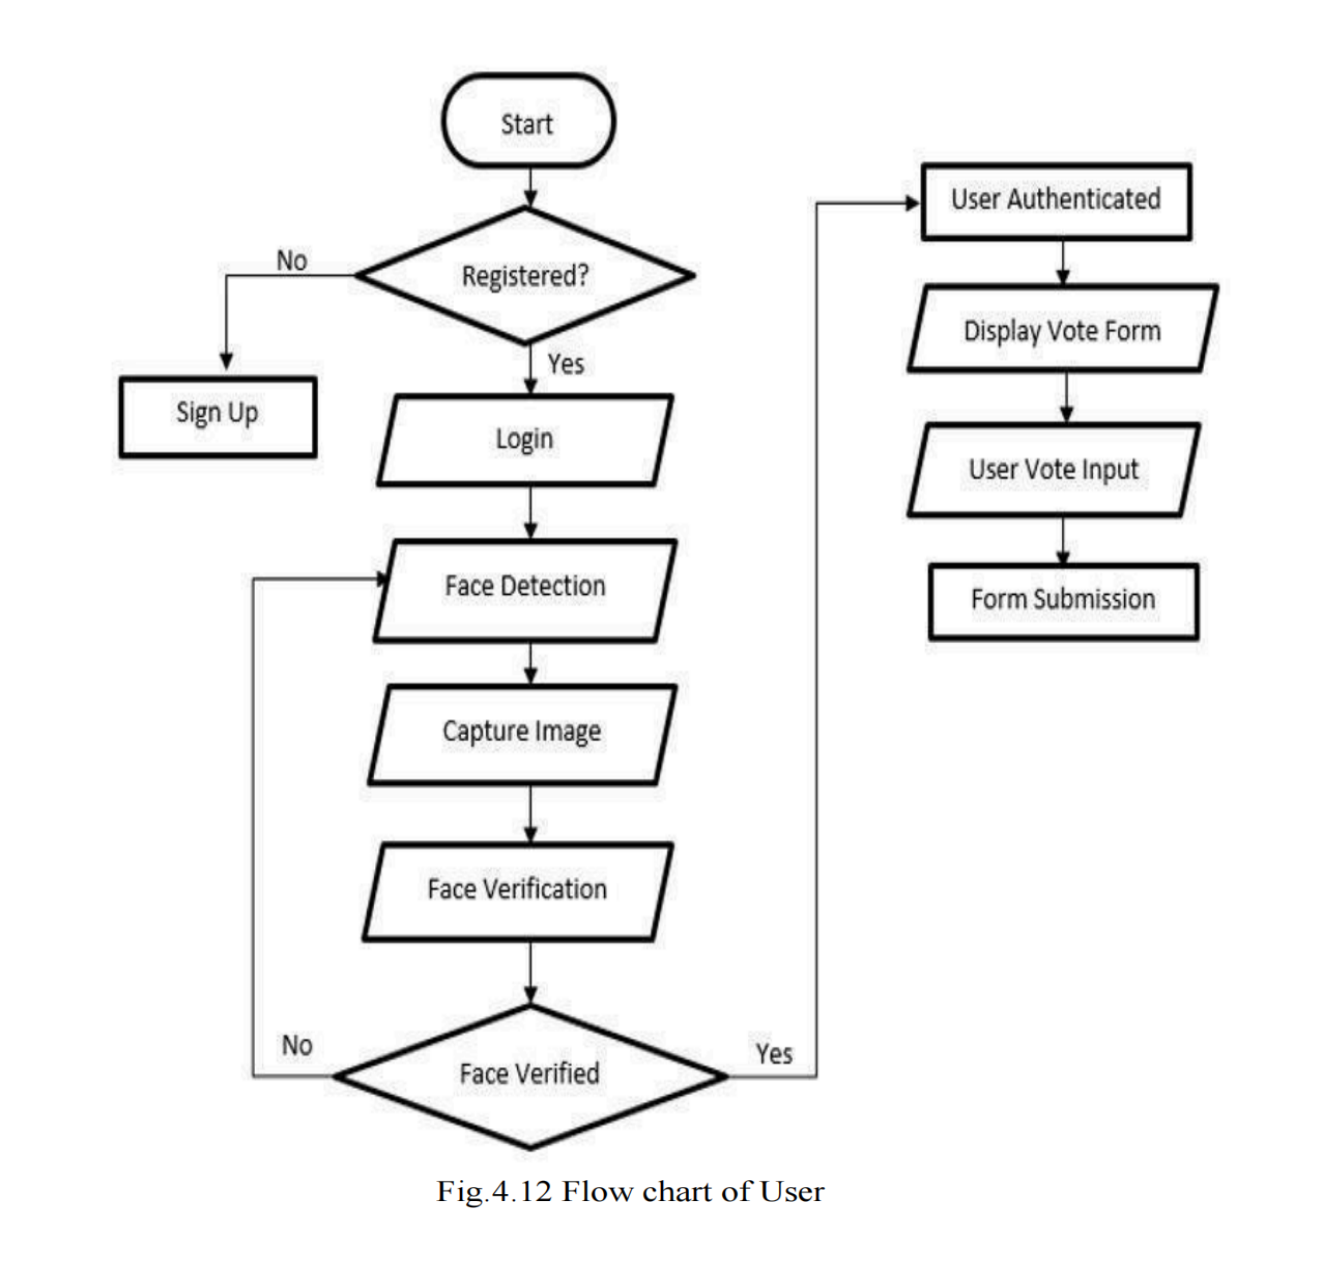 Start
Registered?
No
Yes
Sign Up
Login
Face Detection
Capture Image
Face Verification
Face Verified
No
Yes
User Authenticated
Display Vote Form
User Vote Input
Form Submission
Fig.4.12 Flow chart of User